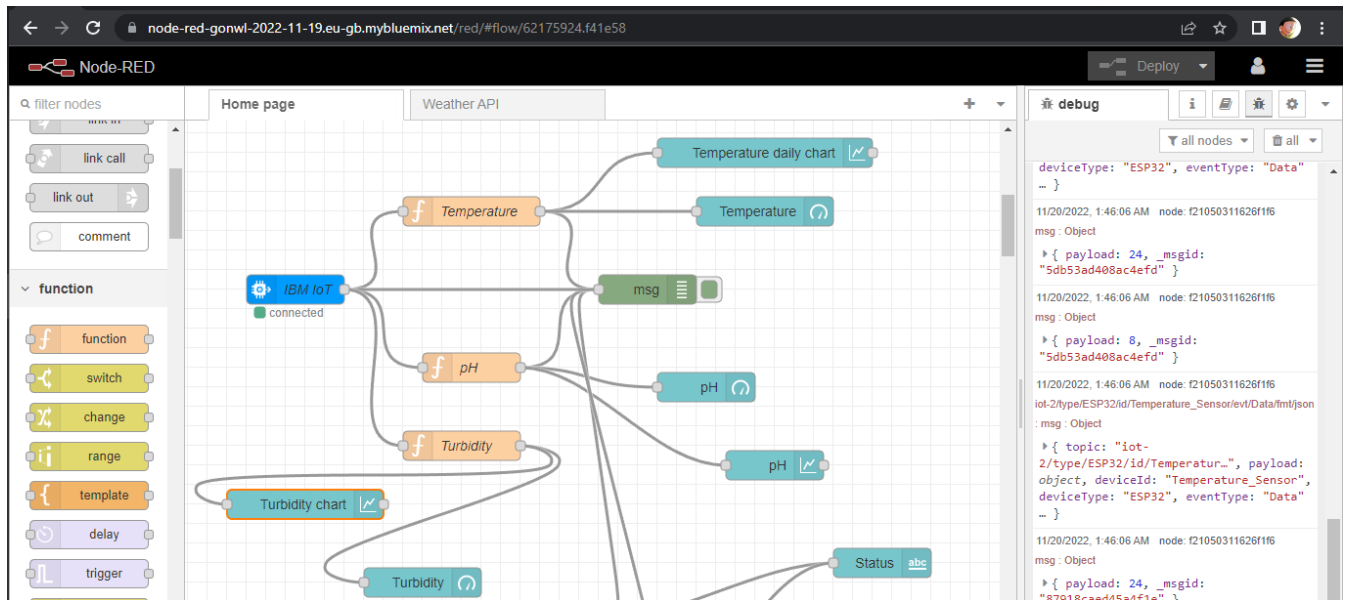 node-red-gonwl-2022-11-19.eu-gb.mybluemix.net/red/#flow/62175924.f41e58
Node-RED
Deploy
filter nodes
link in
link call
link out
comment
function
function
switch
change
range
template
delay
trigger
Home page
Weather API
Temperature daily chart
Temperature
Temperature
IBM IoT
connected
msg
pH
pH
Turbidity
pH
Turbidity chart
Turbidity
Status
abc
debug
i
all nodes
all
deviceType: "ESP32", eventType: "Data"
… }
11/20/2022, 1:46:06 AM node: f21050311626f1f6
msg : Object
{ payload: 24, _msgid:
"5db53ad408ac4efd" }
11/20/2022, 1:46:06 AM node: f21050311626f1f6
msg : Object
{ payload: 8, _msgid:
"5db53ad408ac4efd" }
11/20/2022, 1:46:06 AM node: f21050311626f1f6
iot-2/type/ESP32/id/Temperature_Sensor/evt/Data/fmt/json
: msg : Object
{ topic: "iot-
2/type/ESP32/id/Temperatur…", payload:
object, deviceId: "Temperature_Sensor",
deviceType: "ESP32", eventType: "Data"
… }
11/20/2022, 1:46:06 AM node: f21050311626f1f6
msg : Object
{ payload: 24, _msgid:
"87918caed45a4f1e" }